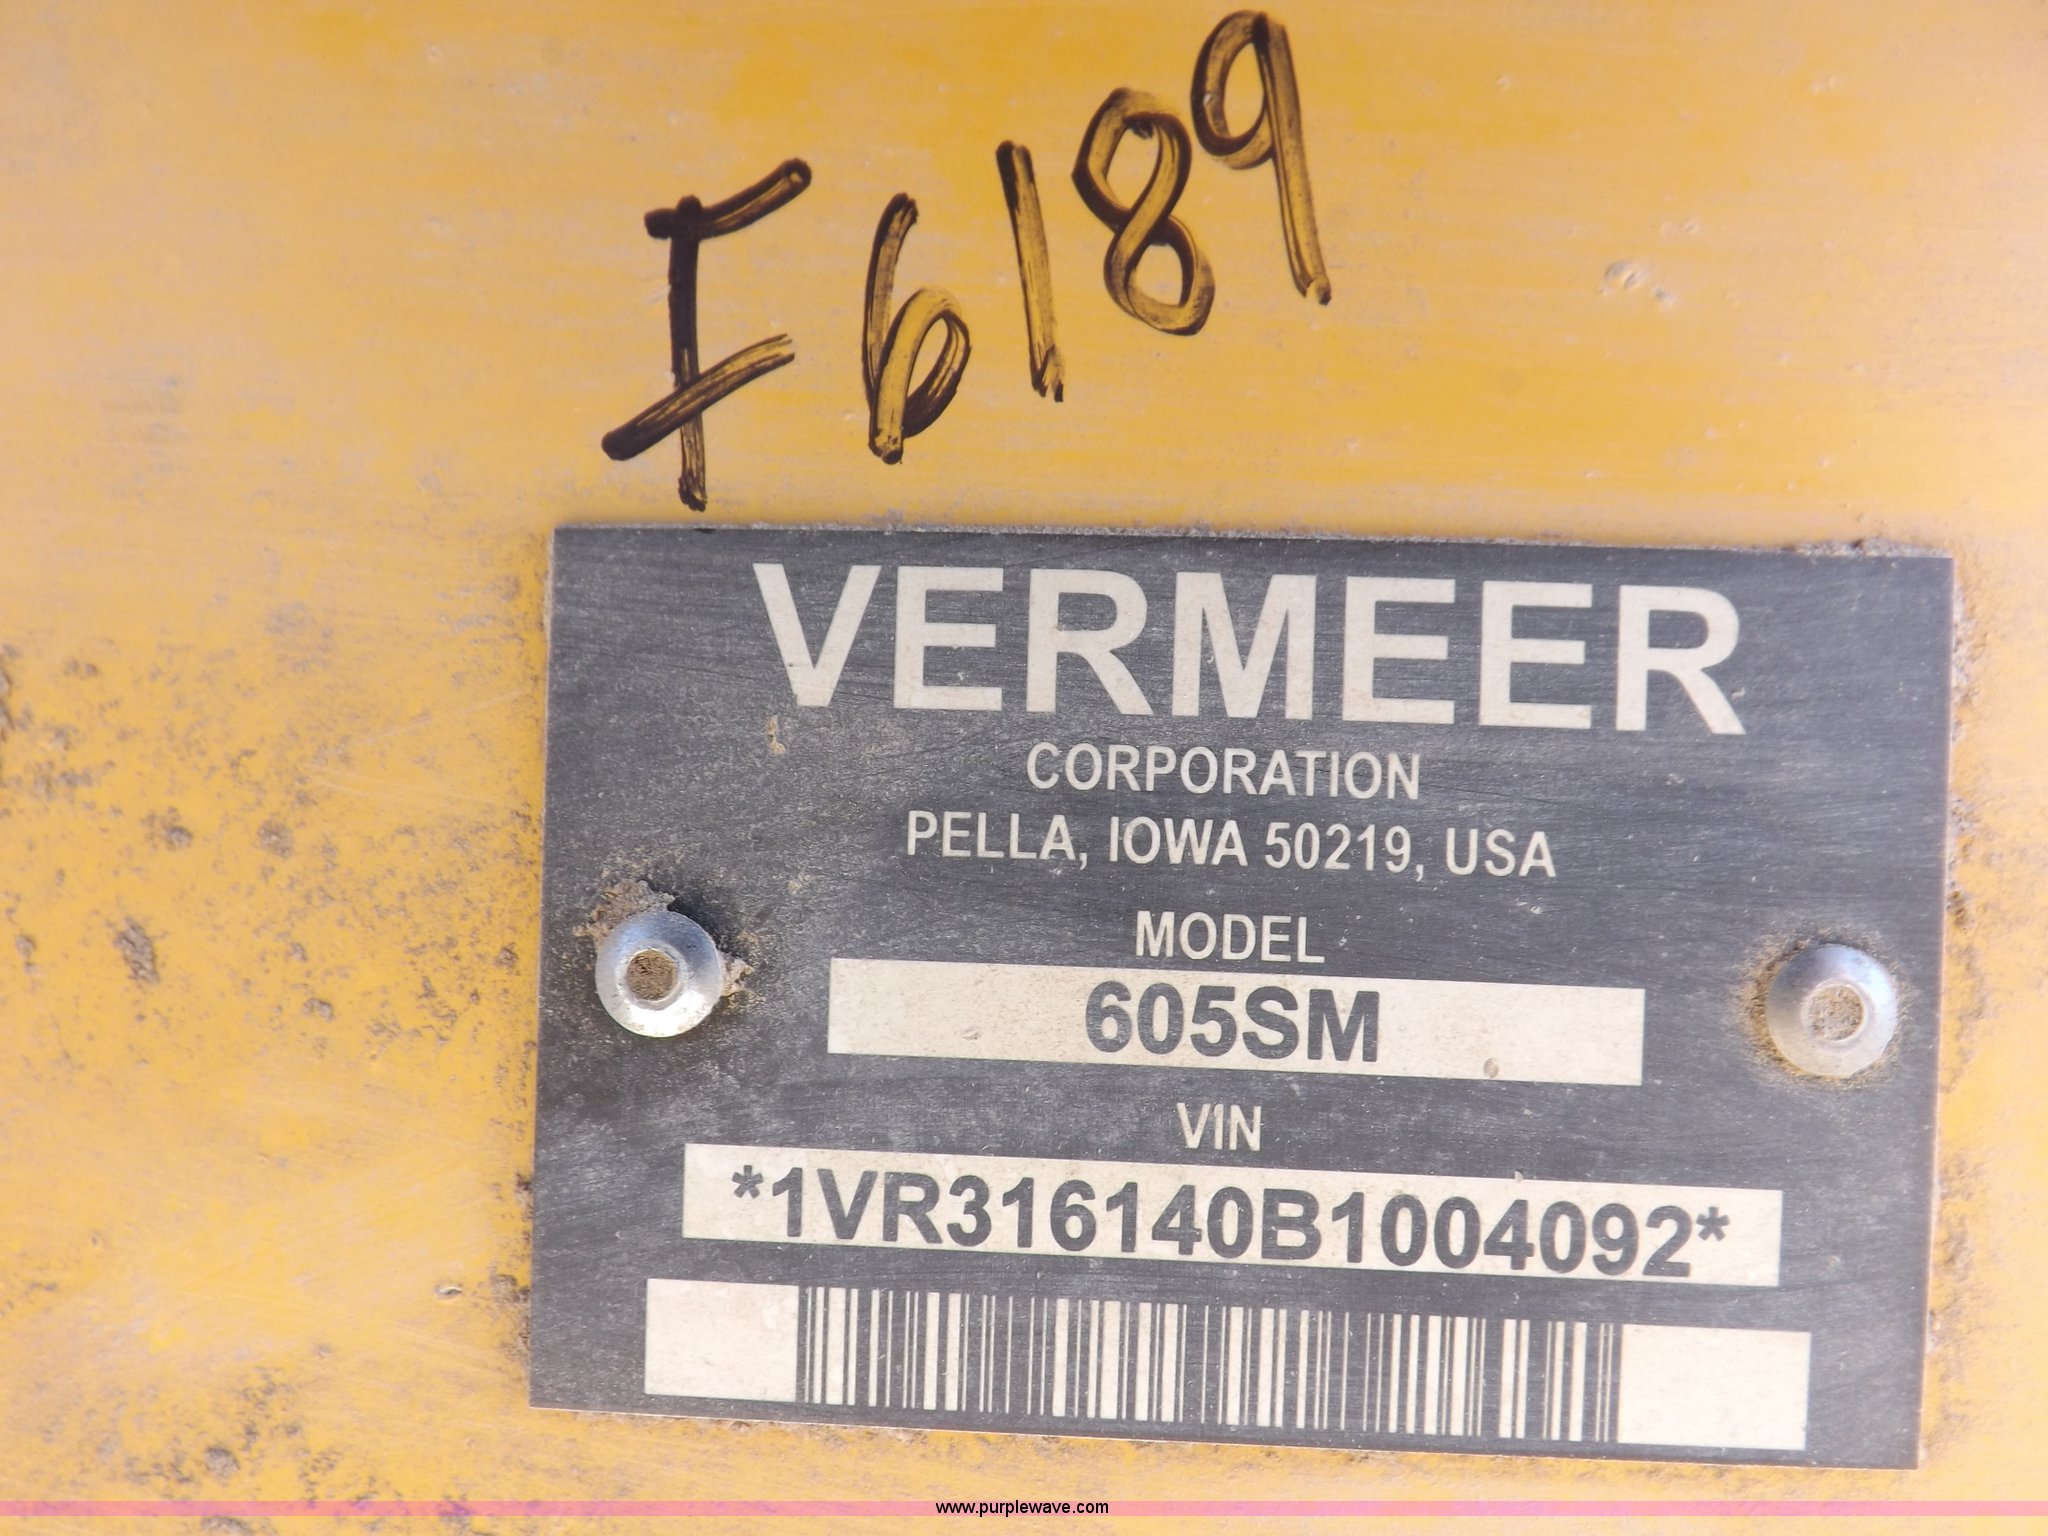 F6189
VERMEER
CORPORATION
PELLA, IOWA 50219, USA
MODEL
605SM
VIN
*1VR316140B1004092*
www.purplewave.com